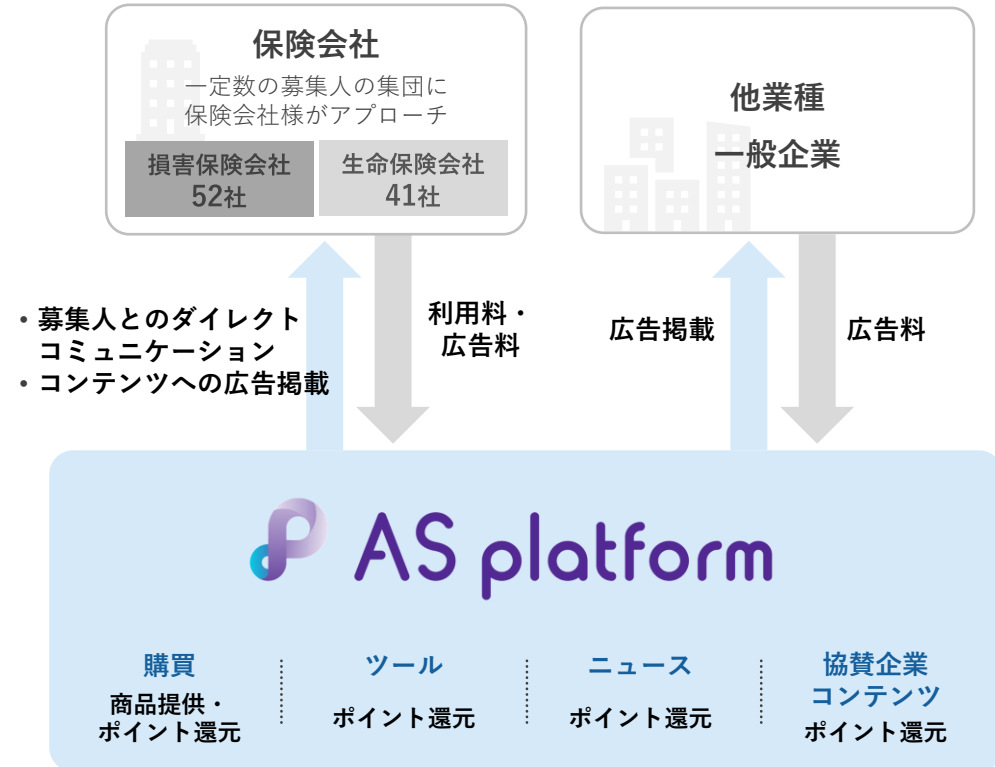 保険会社
一定数の募集人の集団に
保険会社様がアプローチ
損害保険会社
52社
生命保険会社
41社
他業種
一般企業
・募集人とのダイレクト
コミュニケーション
・コンテンツへの広告掲載
利用料・
広告料
広告掲載
広告料
AS platform
購買
商品提供・
ポイント還元
ツール
ポイント還元
ニュース
ポイント還元
協賛企業
コンテンツ
ポイント還元